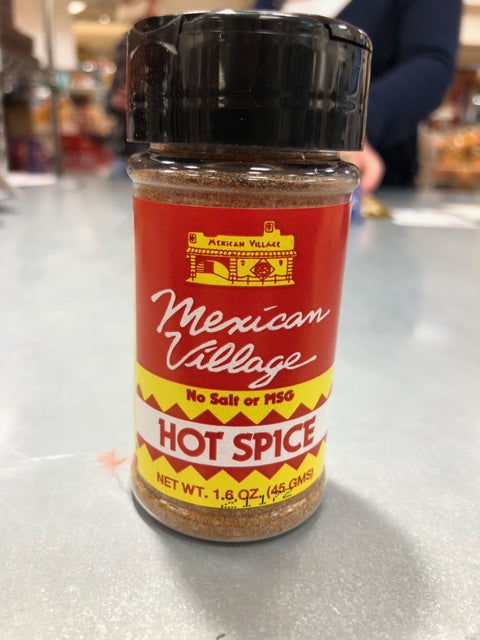 MEXICAN VILLAGE
Mexican
Village
No Salt or MSG
HOT SPICE
NET WT. 1.6 OZ. (45 GMS)